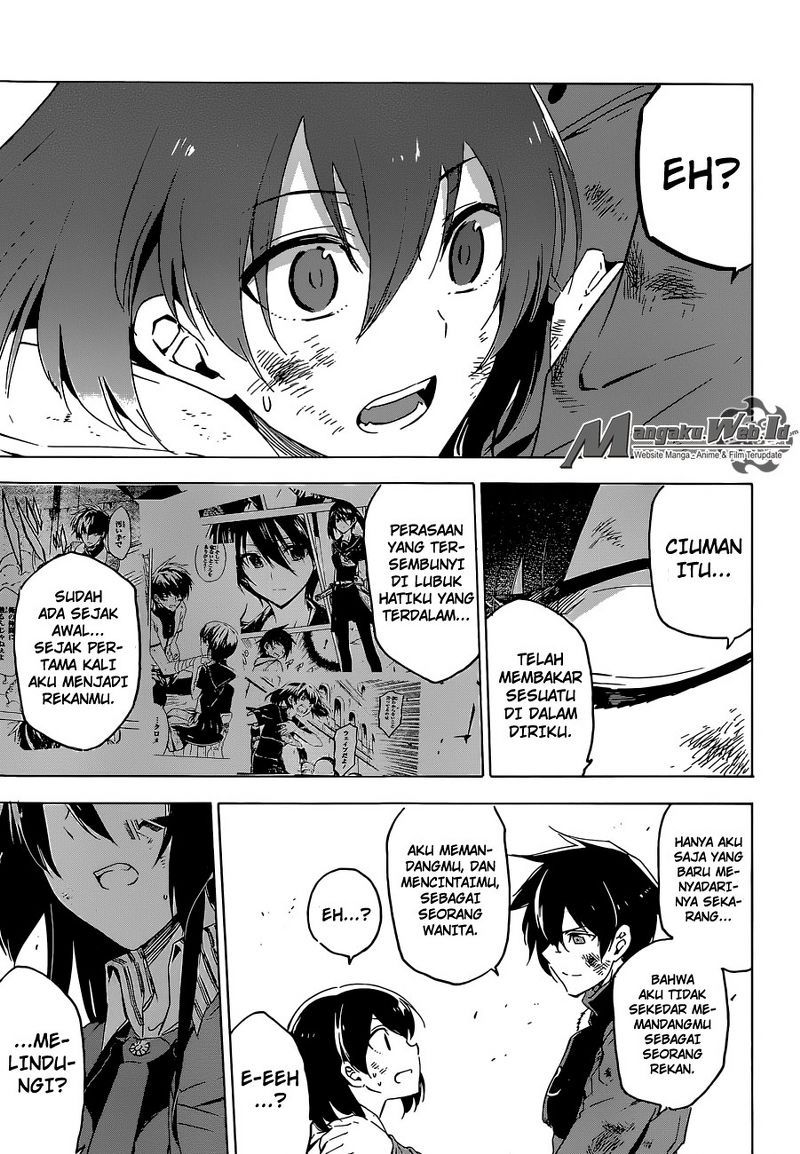 EH?
Mangaku.Web.Id
Website Manga - Anime & Film Terupdate
CIUMAN
ITU...
TELAH
MEMBAKAR
SESUATU
DI DALAM
DIRIKU.
PERASAAN
YANG TER-
SEMBUNYI
DI LUBUK
HATIKU YANG
TERDALAM...
SUDAH
ADA SEJAK
AWAL...
SEJAK PER-
TAMA KALI
AKU MENJADI
REKANMU.
HANYA AKU
SAJA YANG
BARU ME-
NYADARI-
NYA SEKA-
RANG...
BAHWA
AKU TIDAK
SEKEDAR ME-
MANDANGMU
SEBAGAI
SEORANG
REKAN.
AKU MEMAN-
DANGMU, DAN
MENCINTAIMU,
SEBAGAI
SEORANG
WANITA.
EH...?
E-EEH
...?
...ME-
LINDU-
NGI?